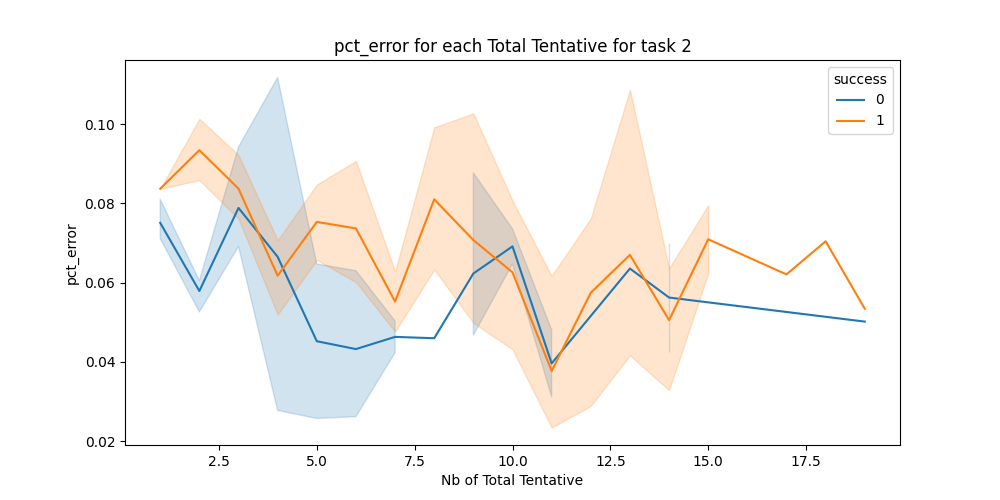 pct_error for each Total Tentative for task 2
success
0
1
0.10
0.08
0.06
0.04
0.02
pct_error
2.5 5.0 7.5 10.0 12.5 15.0 17.5
Nb of Total Tentative